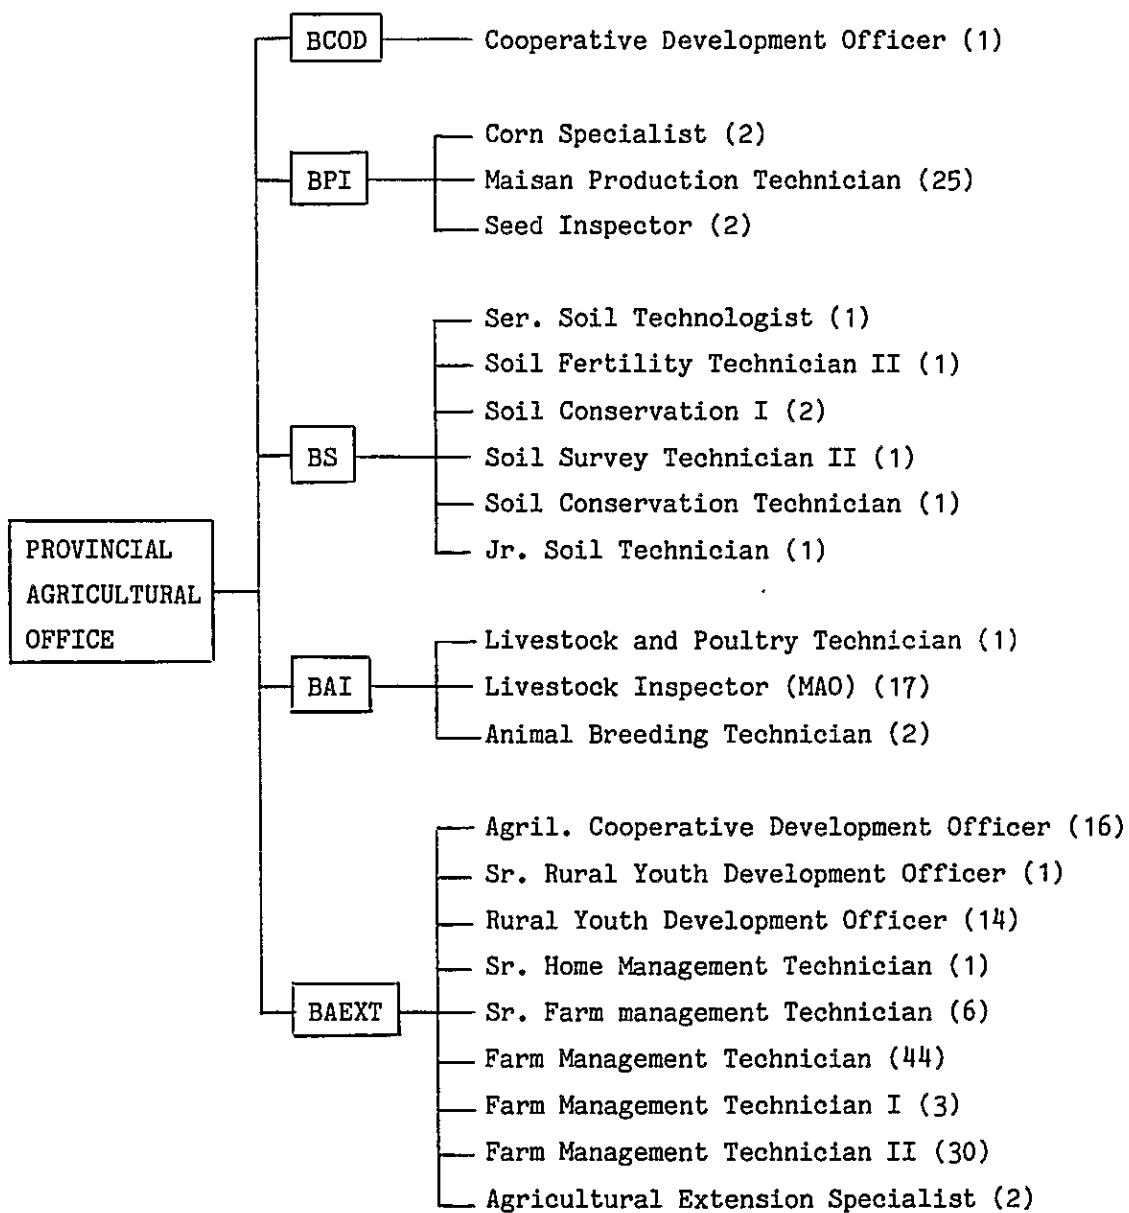 BCOD
Cooperative Development Officer (1)
BPI
Corn Specialist (2)
Maisan Production Technician (25)
Seed Inspector (2)
BS
Ser. Soil Technologist (1)
Soil Fertility Technician II (1)
Soil Conservation I (2)
Soil Survey Technician II (1)
Soil Conservation Technician (1)
Jr. Soil Technician (1)
PROVINCIAL
AGRICULTURAL
OFFICE
BAI
Livestock and Poultry Technician (1)
Livestock Inspector (MAO) (17)
Animal Breeding Technician (2)
BAEXT
Agril. Cooperative Development Officer (16)
Sr. Rural Youth Development Officer (1)
Rural Youth Development Officer (14)
Sr. Home Management Technician (1)
Sr. Farm management Technician (6)
Farm Management Technician (44)
Farm Management Technician I (3)
Farm Management Technician II (30)
Agricultural Extension Specialist (2)